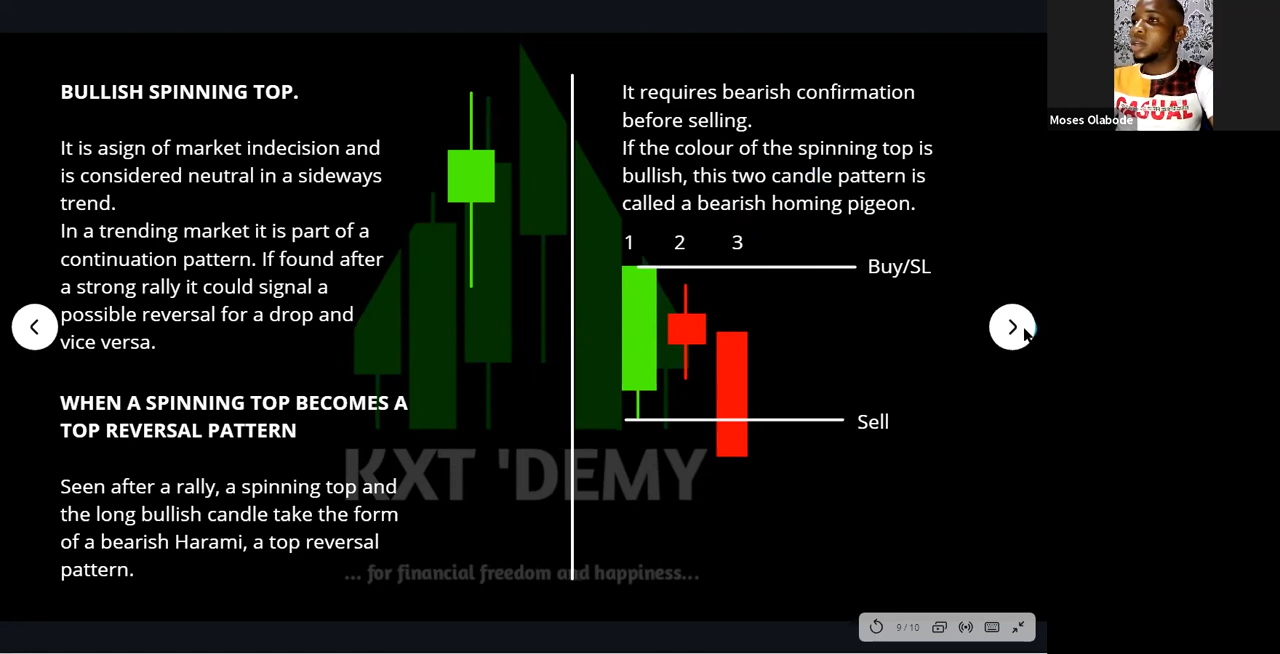 BULLISH SPINNING TOP.
It is asign of market indecision and
is considered neutral in a sideways
trend.
In a trending market it is part of a
continuation pattern. If found after
a strong rally it could signal a
possible reversal for a drop and
vice versa.
WHEN A SPINNING TOP BECOMES A
TOP REVERSAL PATTERN
Seen after a rally, a spinning top and
the long bullish candle take the form
of a bearish Harami, a top reversal
pattern.
It requires bearish confirmation
before selling.
If the colour of the spinning top is
bullish, this two candle pattern is
called a bearish homing pigeon.
1 2 3
Buy/SL
Sell
KXT 'DEMY
... for financial freedom and happiness...
CASUAL
Moses Olabode
9 / 10